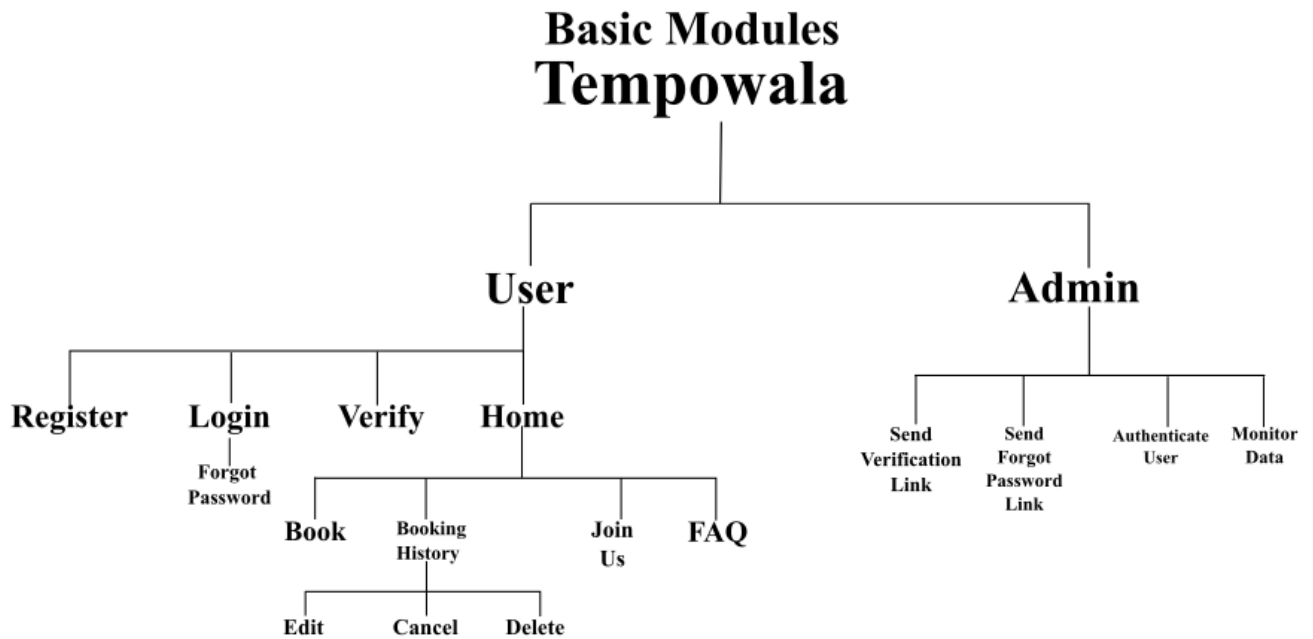 Basic Modules
Tempowala
User
Admin
Register
Login
Verify
Home
Forgot
Password
Send
Verification
Link
Send
Forgot
Password
Link
Authenticate
User
Monitor
Data
Book
Booking
History
Join
Us
FAQ
Edit
Cancel
Delete